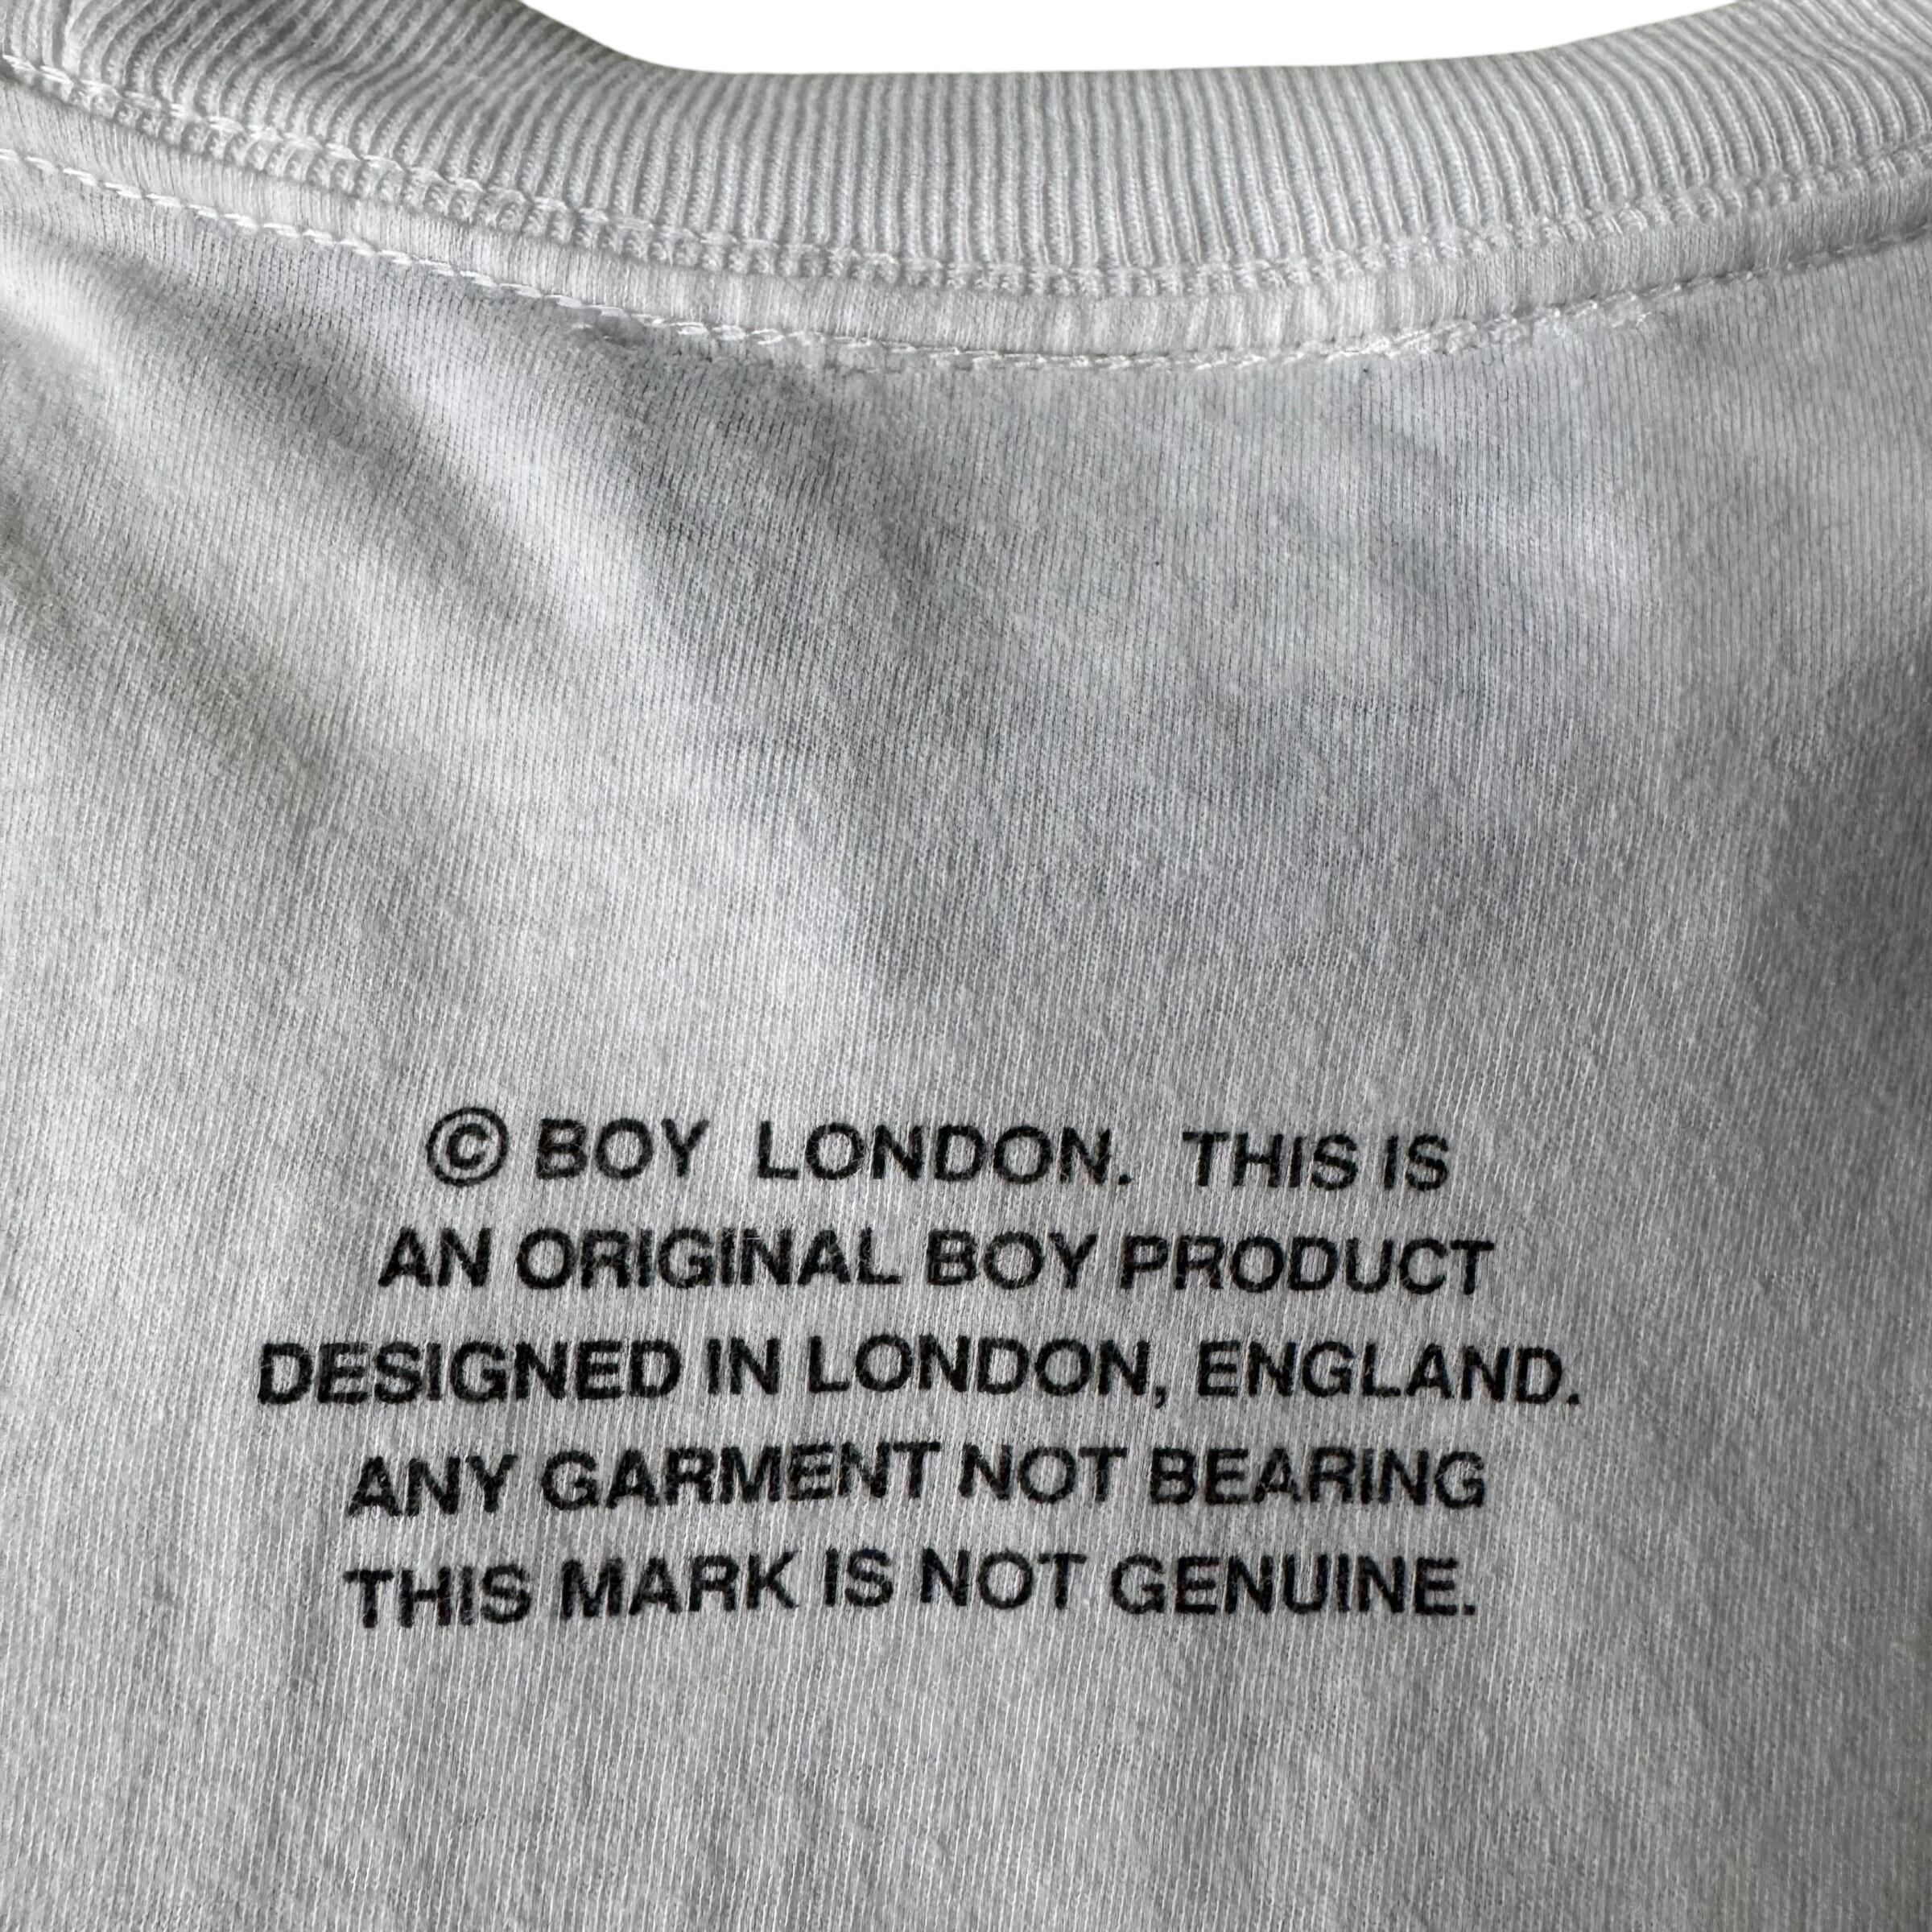 © BOY LONDON. THIS IS
AN ORIGINAL BOY PRODUCT
DESIGNED IN LONDON, ENGLAND.
ANY GARMENT NOT BEARING
THIS MARK IS NOT GENUINE.